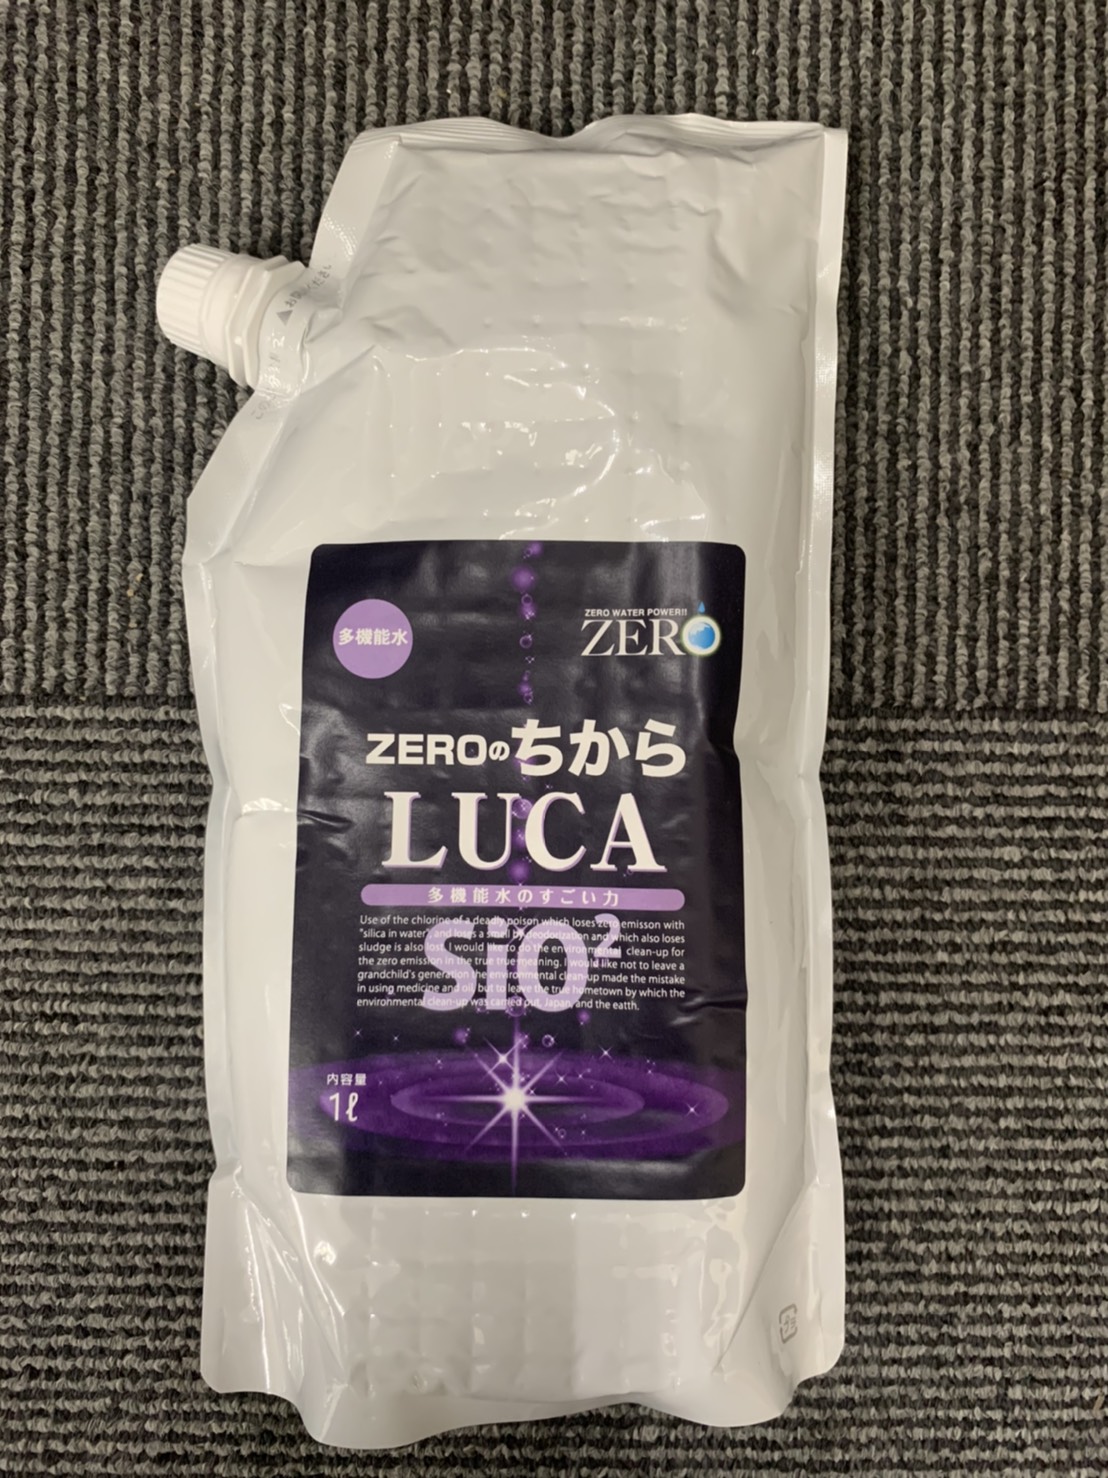 多機能水
ZERO WATER POWER!!
ZERO
ZEROのちから
LUCA
多機能水のすごい力
SIO2
Use of the chlorine of a deadly poison which loses zero emisson with
"silica in water, and loses a smell by deodorization and which also loses
sludge is also lost. I would like to do the environmental clean-up for
the zero emission in the true true meaning. I would like not to leave a
grandchild's generation the environmental clean-up made the mistake
in using medicine and oil, but to leave the true hometown by which the
environmental clean-up was carried out, Japan, and the eatth.
内容量
1ℓ